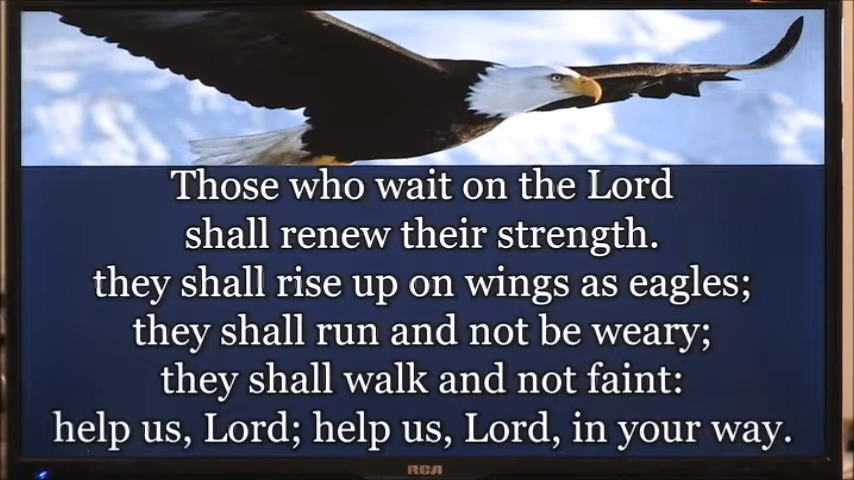 Those who wait on the Lord
shall renew their strength.
they shall rise up on wings as eagles;
they shall run and not be weary;
they shall walk and not faint:
help us, Lord; help us, Lord, in your way.
RCA